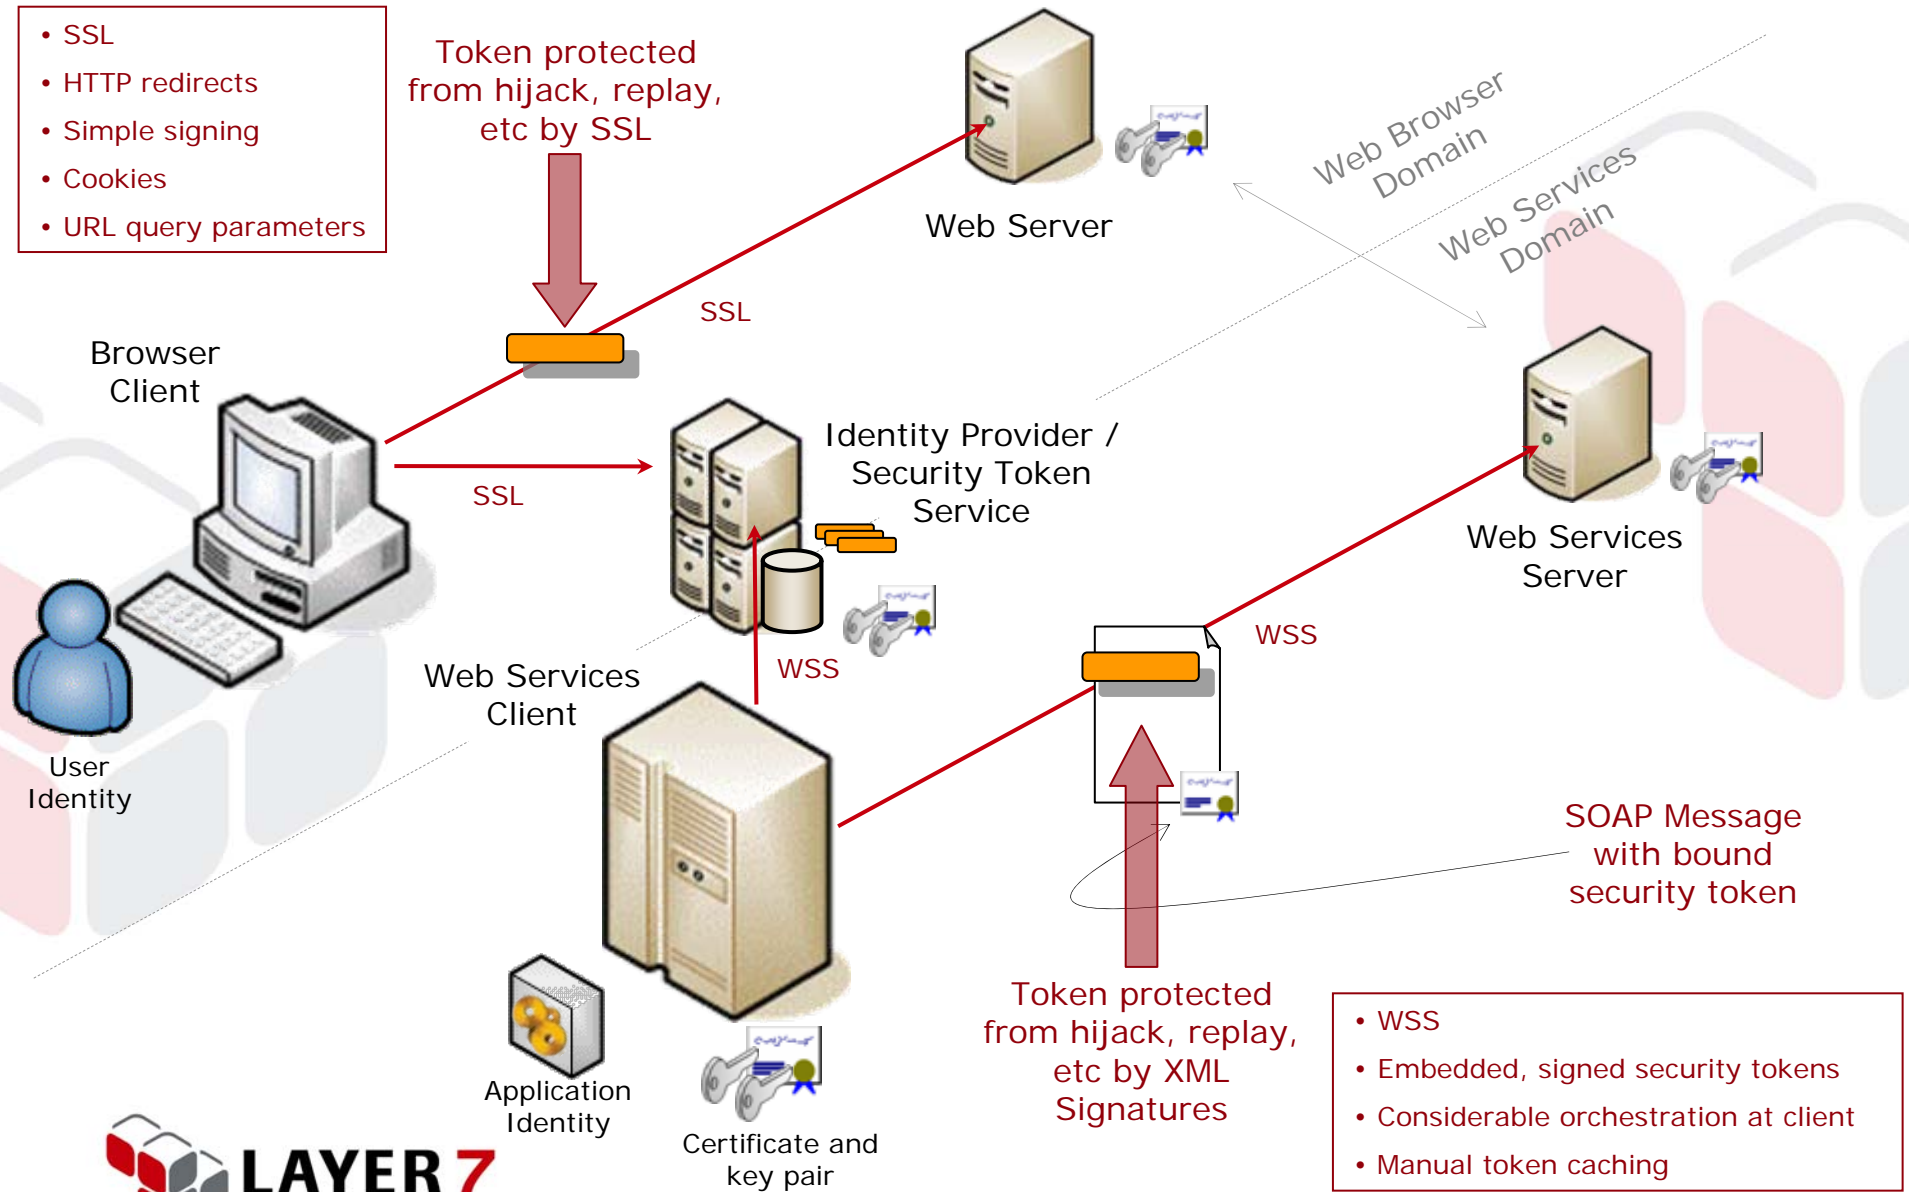 • SSL
• HTTP redirects
• Simple signing
• Cookies
• URL query parameters
Token protected
from hijack, replay,
etc by SSL
Web Server
Web Browser
Domain
Web Services
Domain
SSL
Browser
Client
SSL
Identity Provider /
Security Token
Service
Web Services
Server
WSS
Web Services
Client
WSS
User
Identity
SOAP Message
with bound
security token
Token protected
from hijack, replay,
etc by XML
Signatures
Application
Identity
Certificate and
key pair
• WSS
• Embedded, signed security tokens
• Considerable orchestration at client
• Manual token caching
LAYER 7